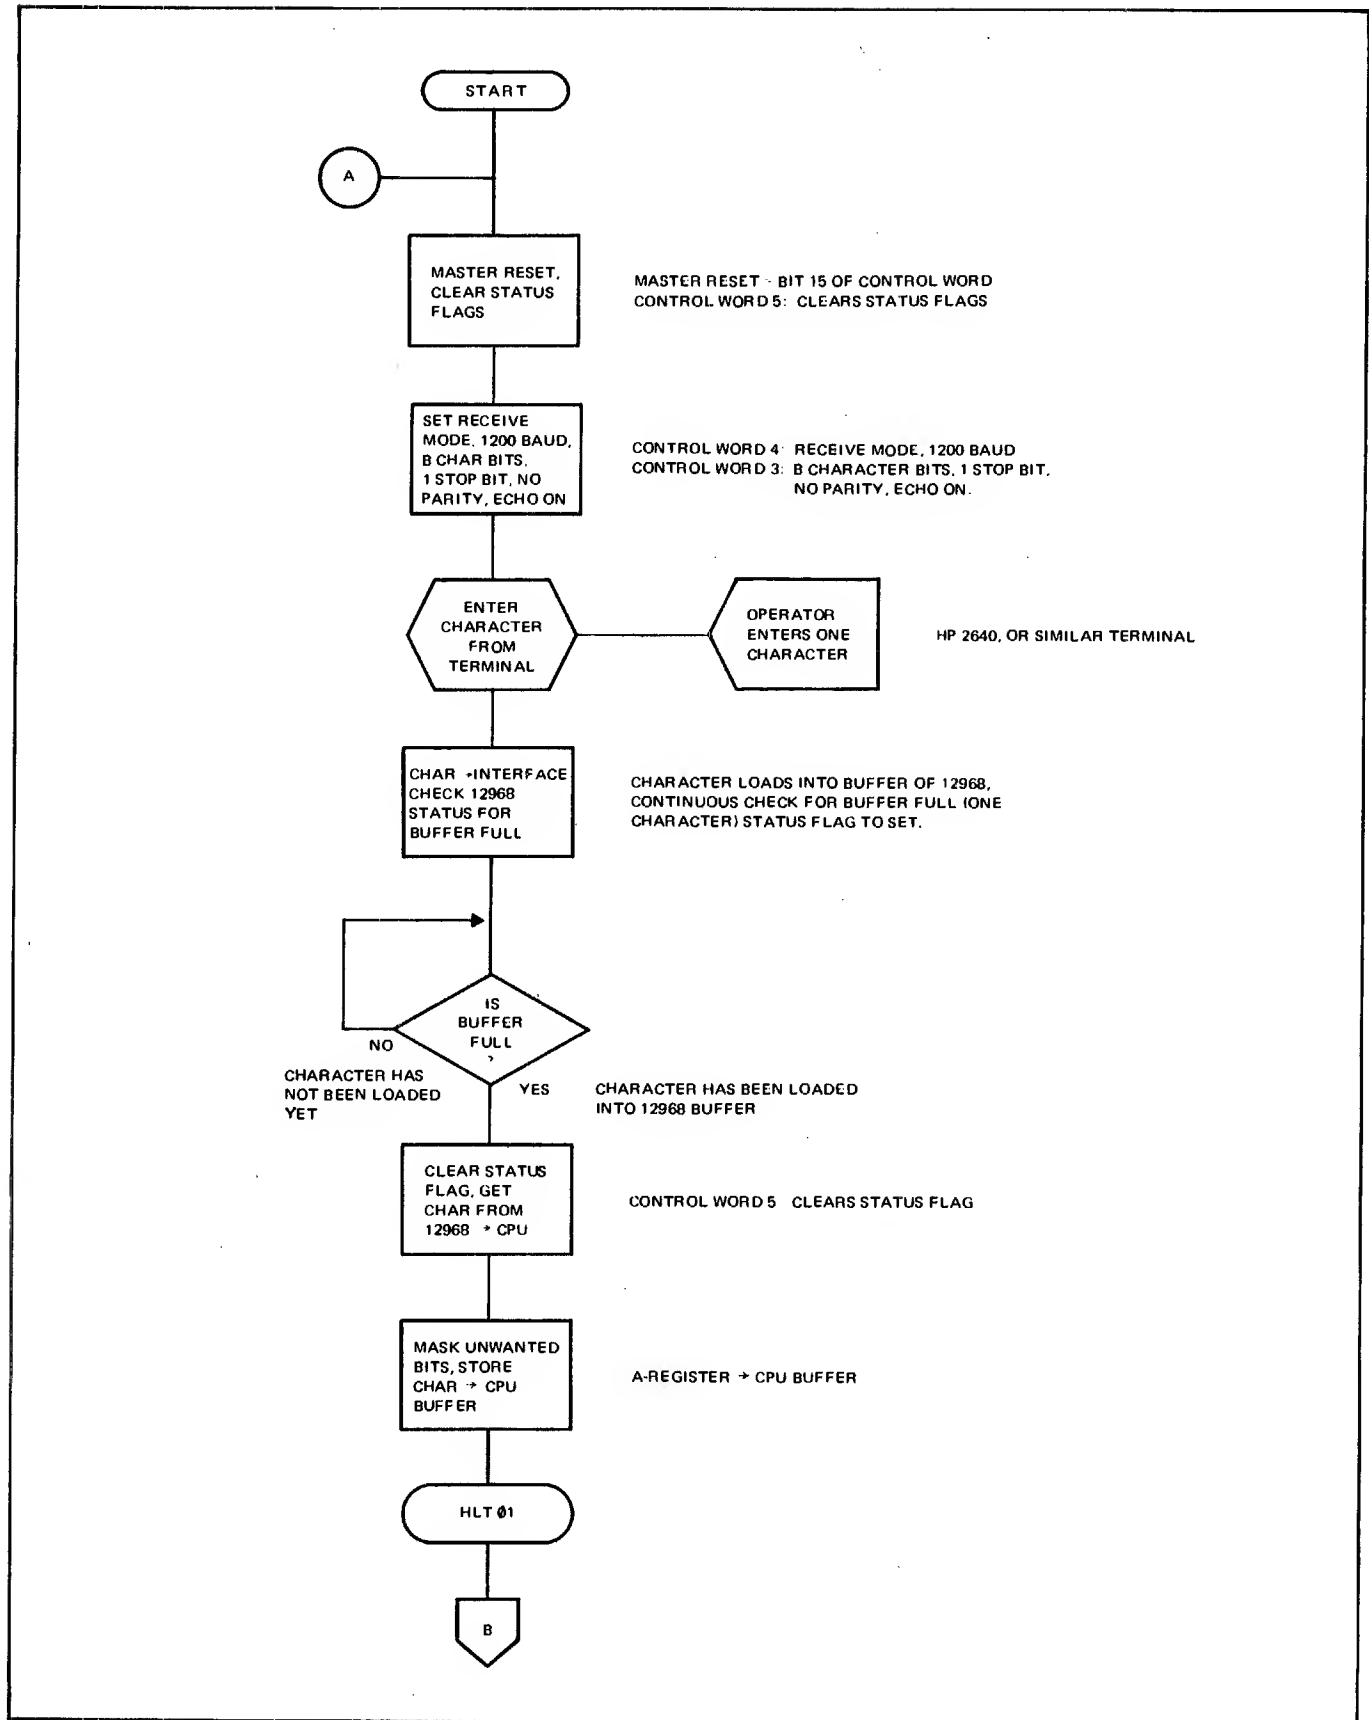 START
A
MASTER RESET,
CLEAR STATUS
FLAGS
MASTER RESET - BIT 15 OF CONTROL WORD
CONTROL WORD 5: CLEARS STATUS FLAGS
SET RECEIVE
MODE, 1200 BAUD,
B CHAR BITS,
1 STOP BIT, NO
PARITY, ECHO ON
CONTROL WORD 4: RECEIVE MODE, 1200 BAUD
CONTROL WORD 3: B CHARACTER BITS, 1 STOP BIT,
NO PARITY, ECHO ON.
ENTER
CHARACTER
FROM
TERMINAL
OPERATOR
ENTERS ONE
CHARACTER
HP 2640, OR SIMILAR TERMINAL
CHAR →INTERFACE
CHECK 12968
STATUS FOR
BUFFER FULL
CHARACTER LOADS INTO BUFFER OF 12968,
CONTINUOUS CHECK FOR BUFFER FULL (ONE
CHARACTER) STATUS FLAG TO SET.
IS
BUFFER
FULL
?
NO
CHARACTER HAS
NOT BEEN LOADED
YET
YES
CHARACTER HAS BEEN LOADED
INTO 12968 BUFFER
CLEAR STATUS
FLAG, GET
CHAR FROM
12968 → CPU
CONTROL WORD 5 CLEARS STATUS FLAG
MASK UNWANTED
BITS, STORE
CHAR → CPU
BUFFER
A-REGISTER → CPU BUFFER
HLT Ø1
B